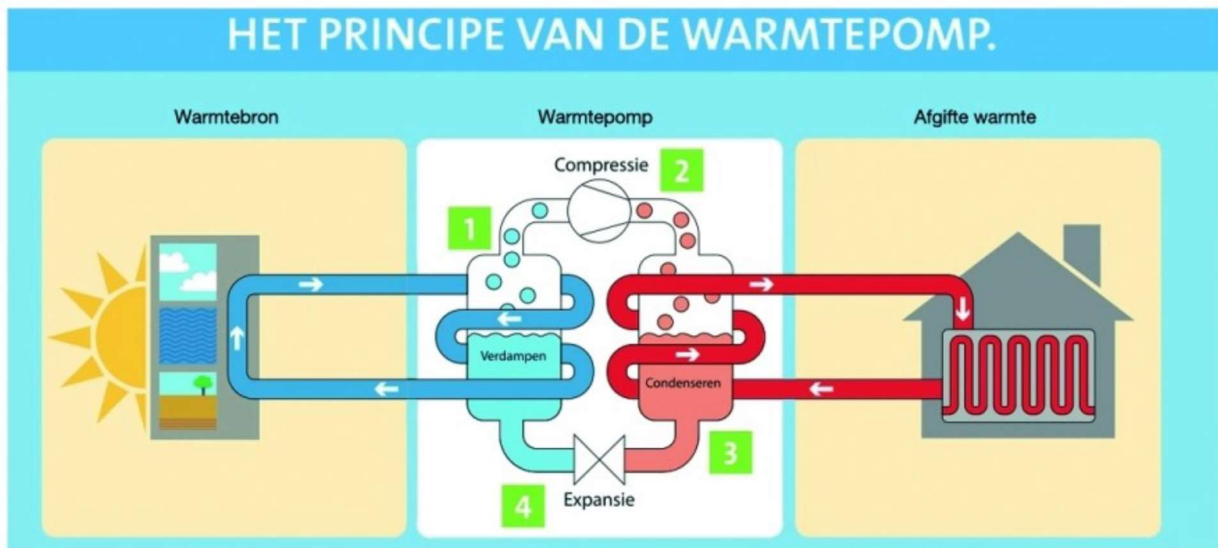 HET PRINCIPE VAN DE WARMTEPOMP.
Warmtebron
Warmtepomp
Afgifte warmte
Compressie
2
1
Verdampen
Condenseren
3
4
Expansie